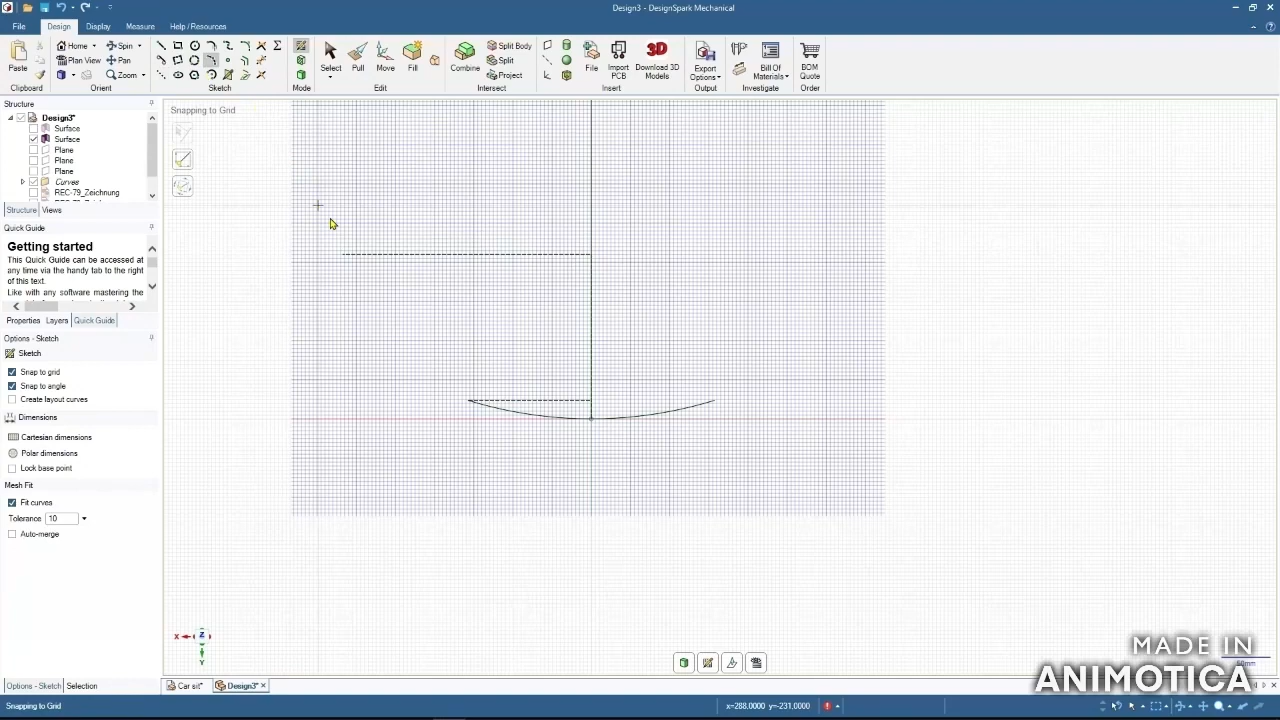 Design3 - DesignSpark Mechanical
File
Design
Display
Measure
Help / Resources
Paste
Home
Plan View
Spin
Pan
Zoom
Select
Pull
Move
Fill
Combine
Split Body
Split
Project
File
Import PCB
Download 3D Models
Export Options
Bill Of Materials
BOM Quote
Clipboard
Orient
Sketch
Mode
Edit
Intersect
Insert
Output
Investigate
Order
Structure
Design3*
Surface
Surface
Plane
Plane
Plane
Curves
REC-79_Zeichnung
Structure
Views
Snapping to Grid
Quick Guide
Getting started
This Quick Guide can be accessed at
any time via the handy tab to the right
of this text.
Like with any software mastering the
Properties
Layers
Quick Guide
Options - Sketch
Sketch
Snap to grid
Snap to angle
Create layout curves
Dimensions
Cartesian dimensions
Polar dimensions
Lock base point
Mesh Fit
Fit curves
Tolerance 10
Auto-merge
X
Z
Y
MADE IN
ANIMOTICA
Options - Sketch
Selection
Car sit*
Design3*
Snapping to Grid
x=288.0000 y=-231.0000